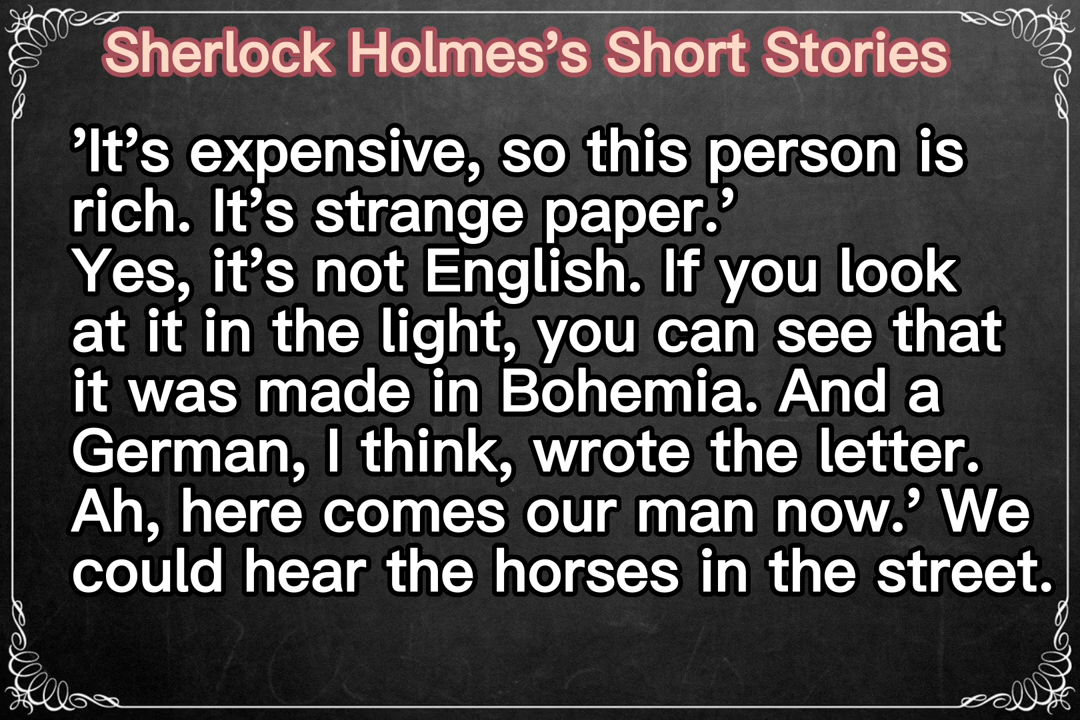 Sherlock Holmes’s Short Stories
’It’s expensive, so this person is
rich. It’s strange paper.’
Yes, it’s not English. If you look
at it in the light, you can see that
it was made in Bohemia. And a
German, I think, wrote the letter.
Ah, here comes our man now.’ We
could hear the horses in the street.